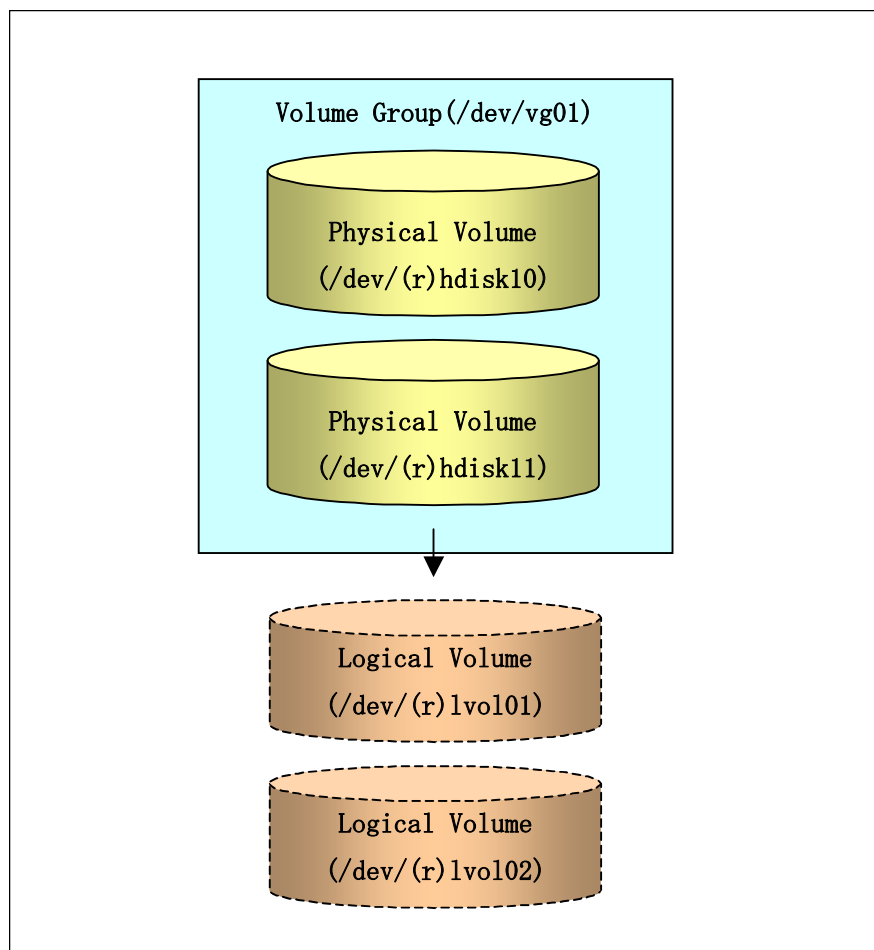 Volume Group(/dev/vg01)
Physical Volume
(/dev/(r)hdisk10)
Physical Volume
(/dev/(r)hdisk11)
Logical Volume
(/dev/(r)lvol01)
Logical Volume
(/dev/(r)lvol02)